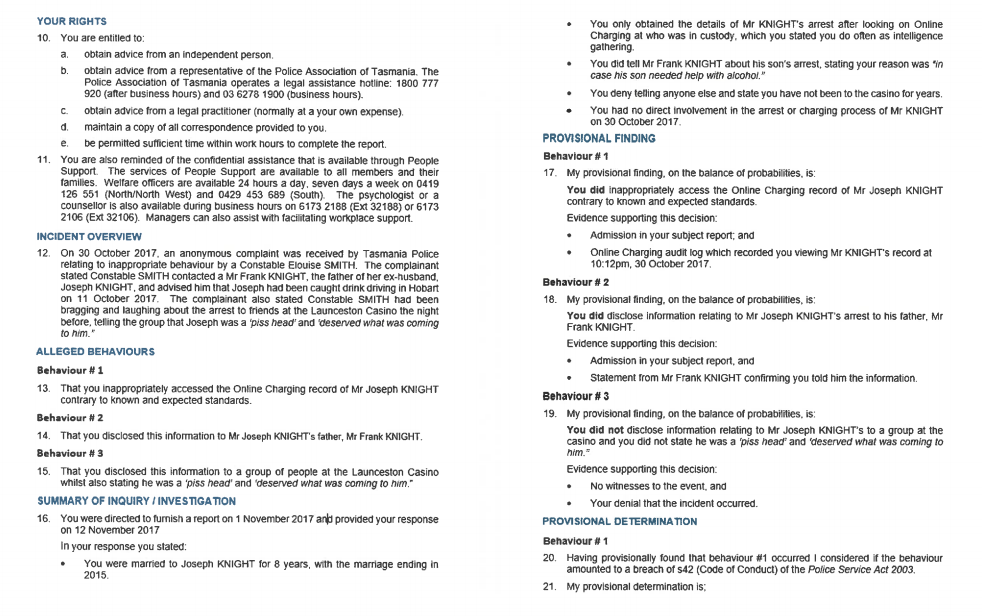 YOUR RIGHTS
10. You are entitled to:
a. obtain advice from an independent person.
b. obtain advice from a representative of the Police Association of Tasmania. The
Police Association of Tasmania operates a legal assistance hotline: 1800 777
920 (after business hours) and 03 6278 1900 (business hours).
c. obtain advice from a legal practitioner (normally at a your own expense).
d. maintain a copy of all correspondence provided to you.
e. be permitted sufficient time within work hours to complete the report.
11. You are also reminded of the confidential assistance that is available through People
Support. The services of People Support are available to all members and their
families. Welfare officers are available 24 hours a day, seven days a week on 0419
126 551 (North/North West) and 0429 453 689 (South). The psychologist or a
counsellor is also available during business hours on 6173 2188 (Ext 32188) or 6173
2106 (Ext 32106). Managers can also assist with facilitating workplace support.
INCIDENT OVERVIEW
12. On 30 October 2017, an anonymous complaint was received by Tasmania Police
relating to inappropriate behaviour by a Constable Elouise SMITH. The complainant
stated Constable SMITH contacted a Mr Frank KNIGHT, the father of her ex-husband,
Joseph KNIGHT, and advised him that Joseph had been caught drink driving in Hobart
on 11 October 2017. The complainant also stated Constable SMITH had been
bragging and laughing about the arrest to friends at the Launceston Casino the night
before, telling the group that Joseph was a 'piss head' and 'deserved what was coming
to him."
ALLEGED BEHAVIOURS
Behaviour # 1
13. That you inappropriately accessed the Online Charging record of Mr Joseph KNIGHT
contrary to known and expected standards.
Behaviour # 2
14. That you disclosed this information to Mr Joseph KNIGHT's father, Mr Frank KNIGHT.
Behaviour # 3
15. That you disclosed this information to a group of people at the Launceston Casino
whilst also stating he was a 'piss head' and 'deserved what was coming to him."
SUMMARY OF INQUIRY / INVESTIGATION
16. You were directed to furnish a report on 1 November 2017 and provided your response
on 12 November 2017
In your response you stated:
• You were married to Joseph KNIGHT for 8 years, with the marriage ending in
2015.
• You only obtained the details of Mr KNIGHT's arrest after looking on Online
Charging at who was in custody, which you stated you do often as intelligence
gathering.
• You did tell Mr Frank KNIGHT about his son's arrest, stating your reason was "in
case his son needed help with alcohol."
• You deny telling anyone else and state you have not been to the casino for years.
• You had no direct involvement in the arrest or charging process of Mr KNIGHT
on 30 October 2017.
PROVISIONAL FINDING
Behaviour # 1
17. My provisional finding, on the balance of probabilities, is:
You did inappropriately access the Online Charging record of Mr Joseph KNIGHT
contrary to known and expected standards.
Evidence supporting this decision:
• Admission in your subject report; and
• Online Charging audit log which recorded you viewing Mr KNIGHT's record at
10:12pm, 30 October 2017.
Behaviour # 2
18. My provisional finding, on the balance of probabilities, is:
You did disclose information relating to Mr Joseph KNIGHT's arrest to his father, Mr
Frank KNIGHT.
Evidence supporting this decision:
• Admission in your subject report, and
• Statement from Mr Frank KNIGHT confirming you told him the information.
Behaviour # 3
19. My provisional finding, on the balance of probabilities, is:
You did not disclose information relating to Mr Joseph KNIGHT's to a group at the
casino and you did not state he was a 'piss head' and 'deserved what was coming to
him."
Evidence supporting this decision:
• No witnesses to the event, and
• Your denial that the incident occurred.
PROVISIONAL DETERMINATION
Behaviour # 1
20. Having provisionally found that behaviour #1 occurred I considered if the behaviour
amounted to a breach of s42 (Code of Conduct) of the Police Service Act 2003.
21. My provisional determination is;